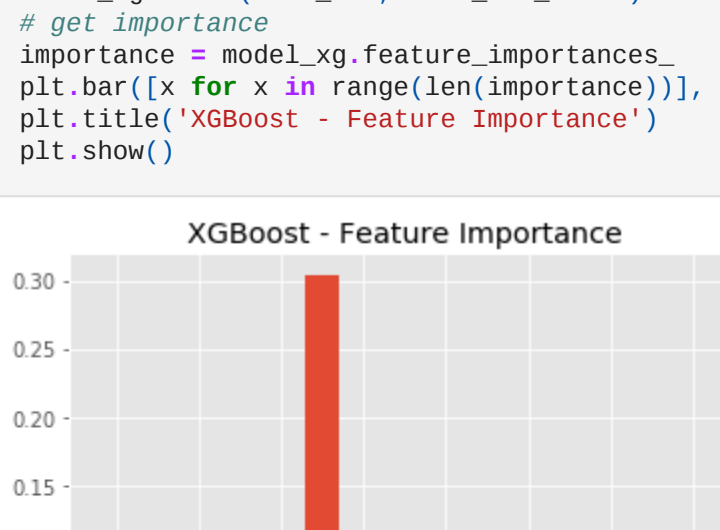 # get importance
importance = model_xg.feature_importances_
plt.bar([x for x in range(len(importance))],
plt.title('XGBoost - Feature Importance')
plt.show()
XGBoost - Feature Importance
0.30
0.25
0.20
0.15